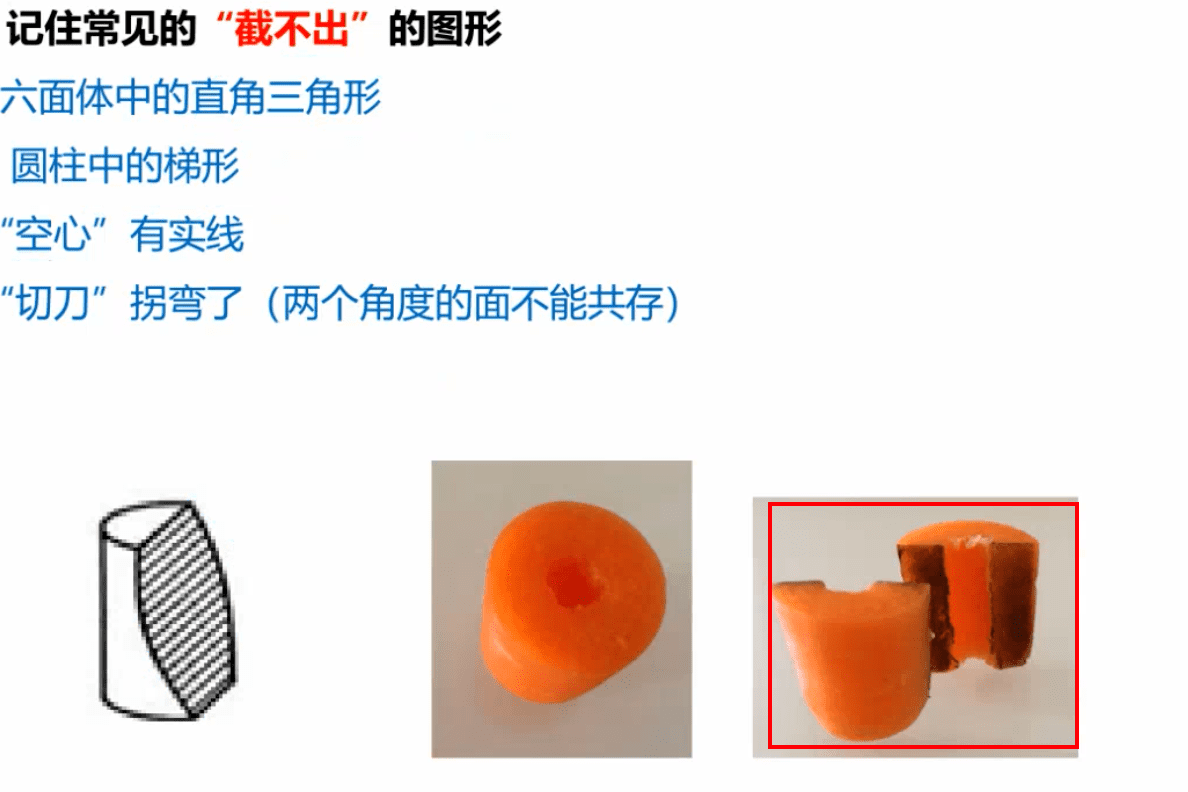 记住常见的“截不出”的图形
六面体中的直角三角形
圆柱中的梯形
“空心”有实线
“切刀”拐弯了（两个角度的面不能共存）